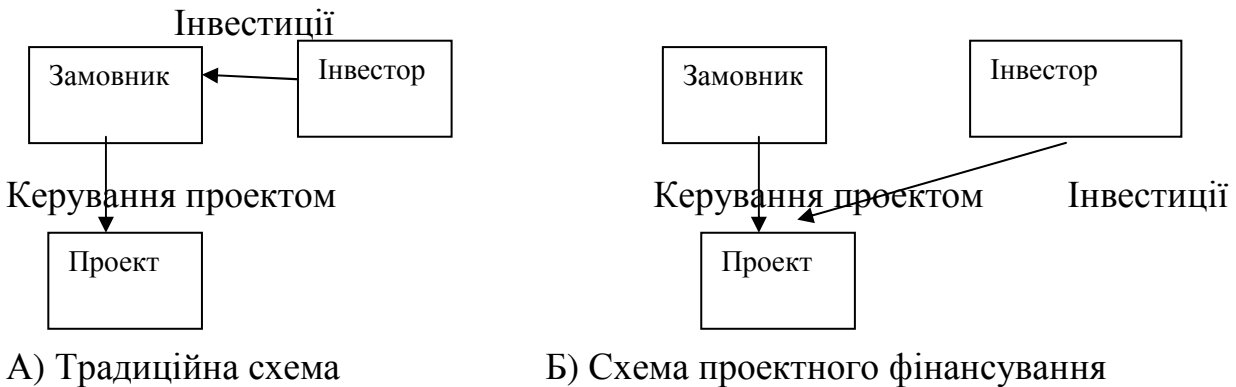 Інвестиції
Замовник Інвестор Замовник Інвестор
Керування проектом Керування проектом Інвестиції
Проект Проект
А) Традиційна схема Б) Схема проектного фінансування